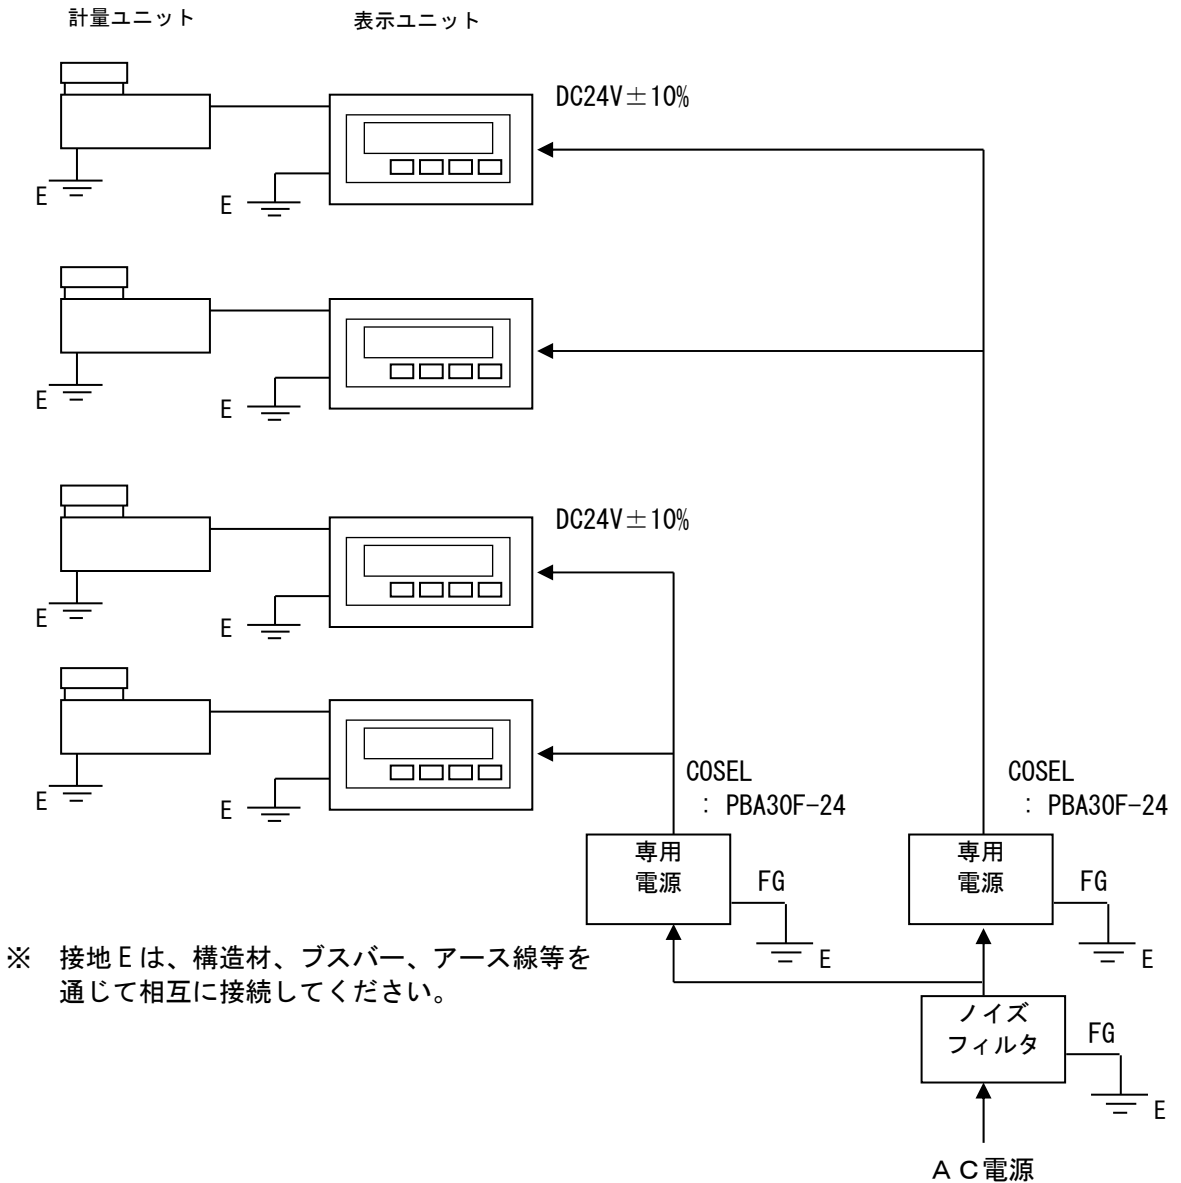 計量ユニット
表示ユニット
DC24V±10%
E
E
E
E
DC24V±10%
E
E
E
E
COSEL
: PBA30F-24
COSEL
: PBA30F-24
専用
電源
FG
E
専用
電源
FG
E
※ 接地Eは、構造材、ブスバー、アース線等を
通じて相互に接続してください。
ノイズ
フィルタ
FG
E
ＡＣ電源